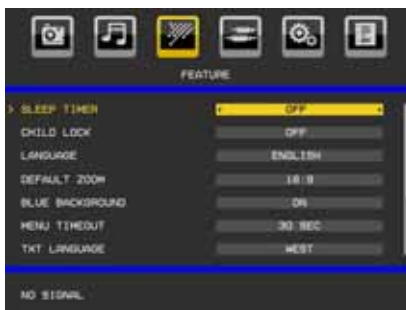 FEATURE
> SLEEP TIMER OFF
CHILD LOCK OFF
LANGUAGE ENGLISH
DEFAULT ZOOM 16:9
BLUE BACKGROUND ON
MENU TIMEOUT 30 SEC
TXT LANGUAGE WEST
NO SIGNAL